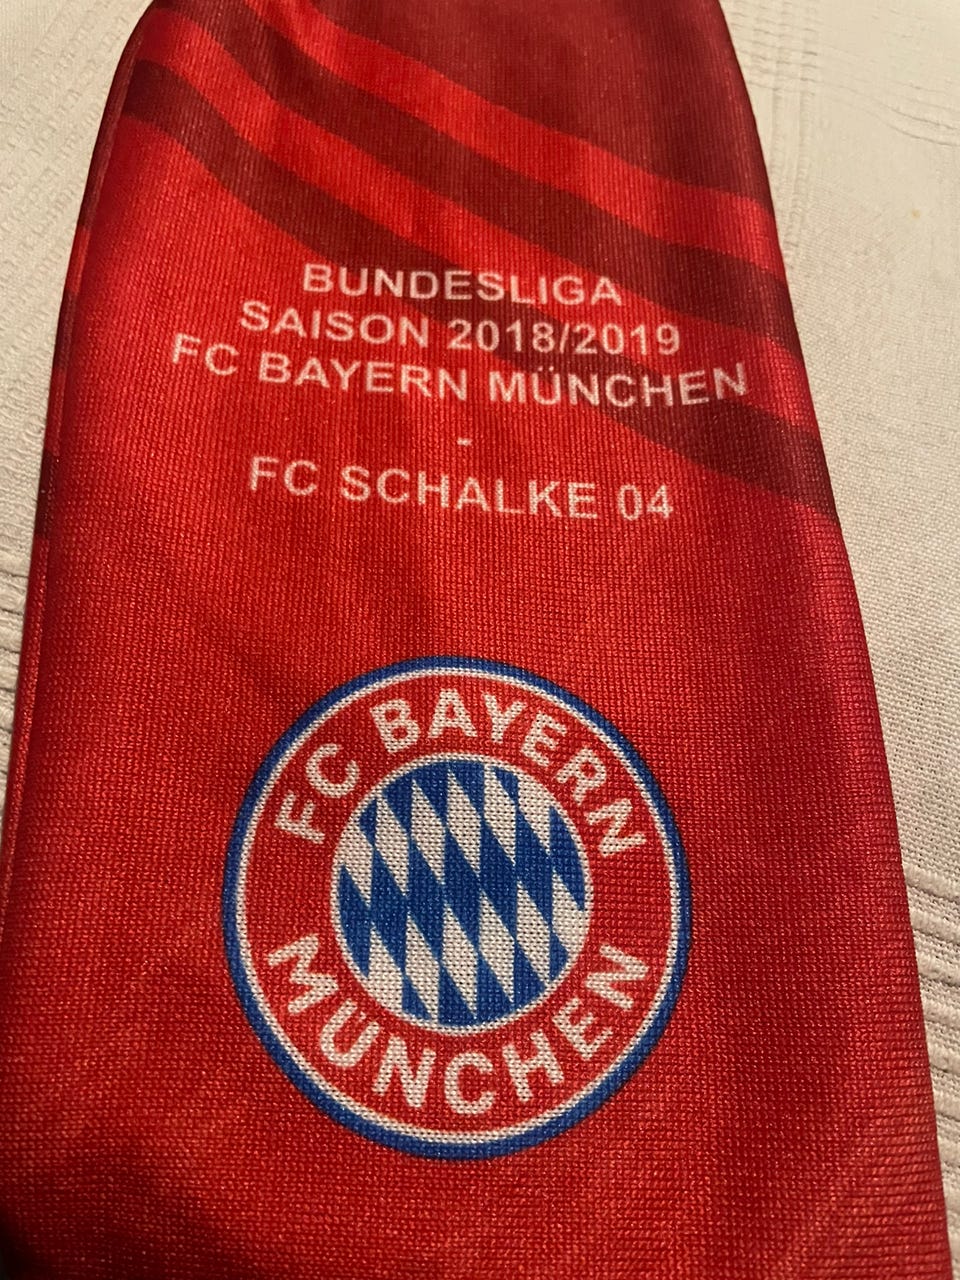 BUNDESLIGA
SAISON 2018/2019
FC BAYERN MÜNCHEN
-
FC SCHALKE 04
FC BAYERN
MÜNCHEN